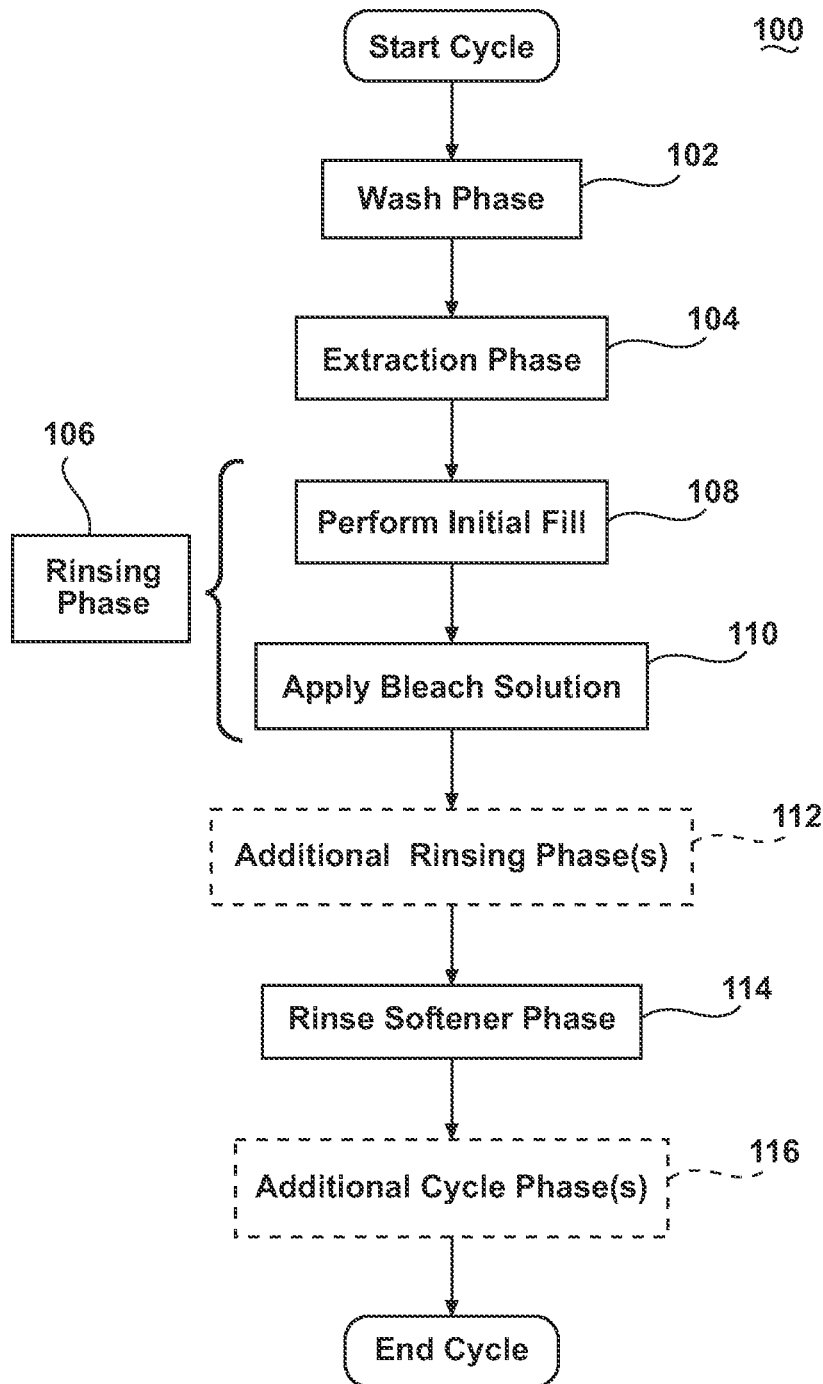 Start Cycle
100
102
Wash Phase
104
Extraction Phase
106
108
Perform Initial Fill
Rinsing
Phase
110
Apply Bleach Solution
112
Additional Rinsing Phase(s)
114
Rinse Softener Phase
116
Additional Cycle Phase(s)
End Cycle